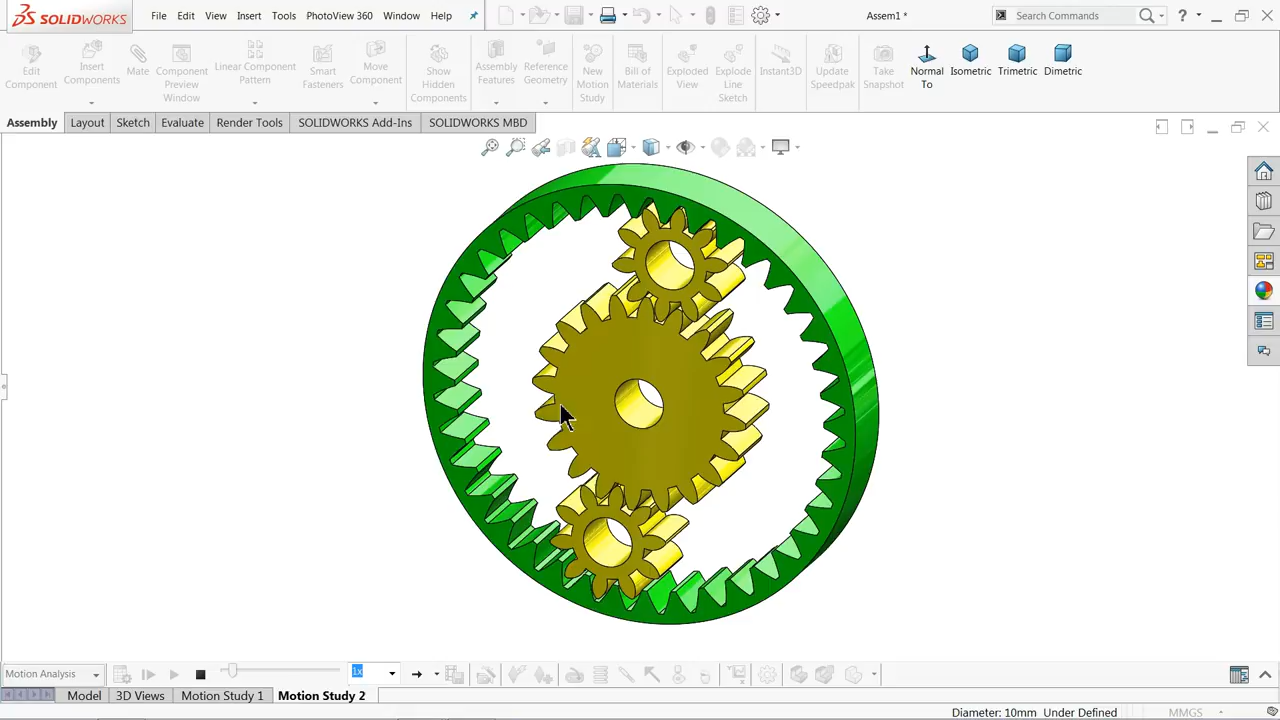 SOLIDWORKS File Edit View Insert Tools PhotoView 360 Window Help Assem1 * Search Commands ?
Edit Component
Insert Components
Mate
Component Preview Window
Linear Component Pattern
Smart Fasteners
Move Component
Show Hidden Components
Assembly Features
Reference Geometry
New Motion Study
Bill of Materials
Exploded View
Explode Line Sketch
Instant3D
Update Speedpak
Take Snapshot
Normal To
Isometric
Trimetric
Dimetric
Assembly Layout Sketch Evaluate Render Tools SOLIDWORKS Add-Ins SOLIDWORKS MBD
Motion Analysis 1x
Model 3D Views Motion Study 1 Motion Study 2
Diameter: 10mm Under Defined MMGS